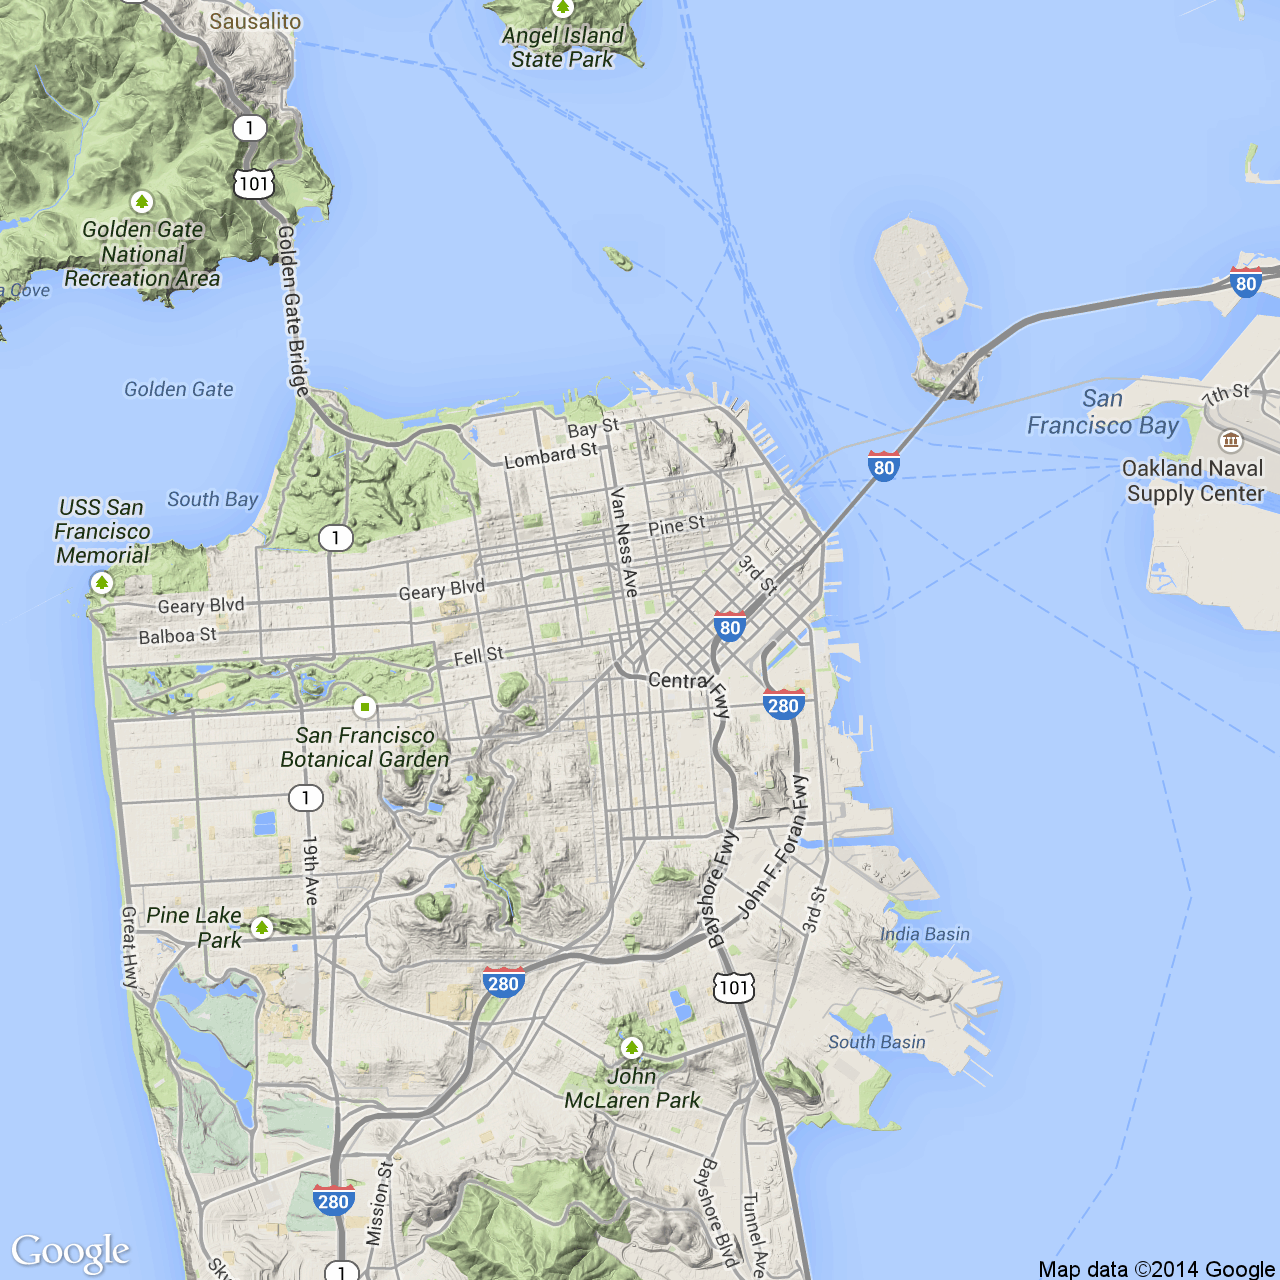 Sausalito
Angel Island
State Park
1
101
Golden Gate
National
Recreation Area
a Cove
Golden Gate Bridge
80
Golden Gate
7th St
San
Francisco Bay
Bay St
Lombard St
80
Oakland Naval
Supply Center
South Bay
USS San
Francisco
Memorial
Van Ness Ave
Pine St
1
3rd St
Geary Blvd
Geary Blvd
80
Balboa St
Fell St
Central Fwy
280
San Francisco
Botanical Garden
1
19th Ave
John F. Foran Fwy
Bayshore Fwy
3rd St
Great Hwy
Pine Lake
Park
India Basin
280
101
South Basin
John
McLaren Park
280
Mission St
Bayshore Blvd
Tunnel Ave
Sky
1
Google
Map data ©2014 Google